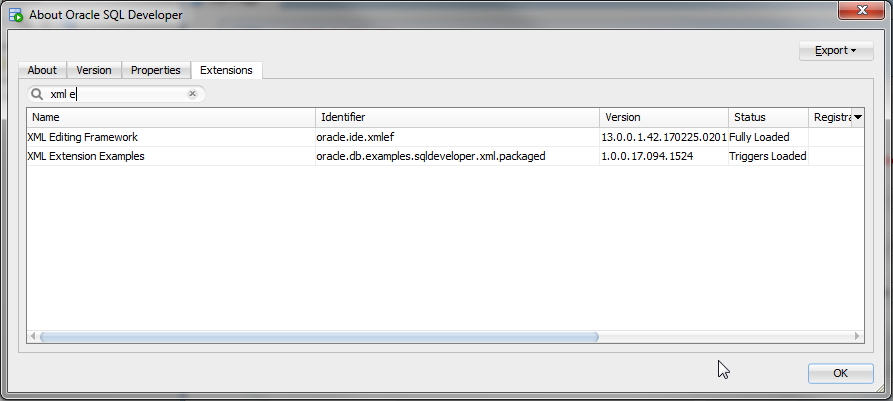 About Oracle SQL Developer
Export
About Version Properties Extensions
xml e
Name Identifier Version Status Registra
XML Editing Framework oracle.ide.xmlef 13.0.0.1.42.170225.0201 Fully Loaded
XML Extension Examples oracle.db.examples.sqldeveloper.xml.packaged 1.0.0.17.094.1524 Triggers Loaded
OK